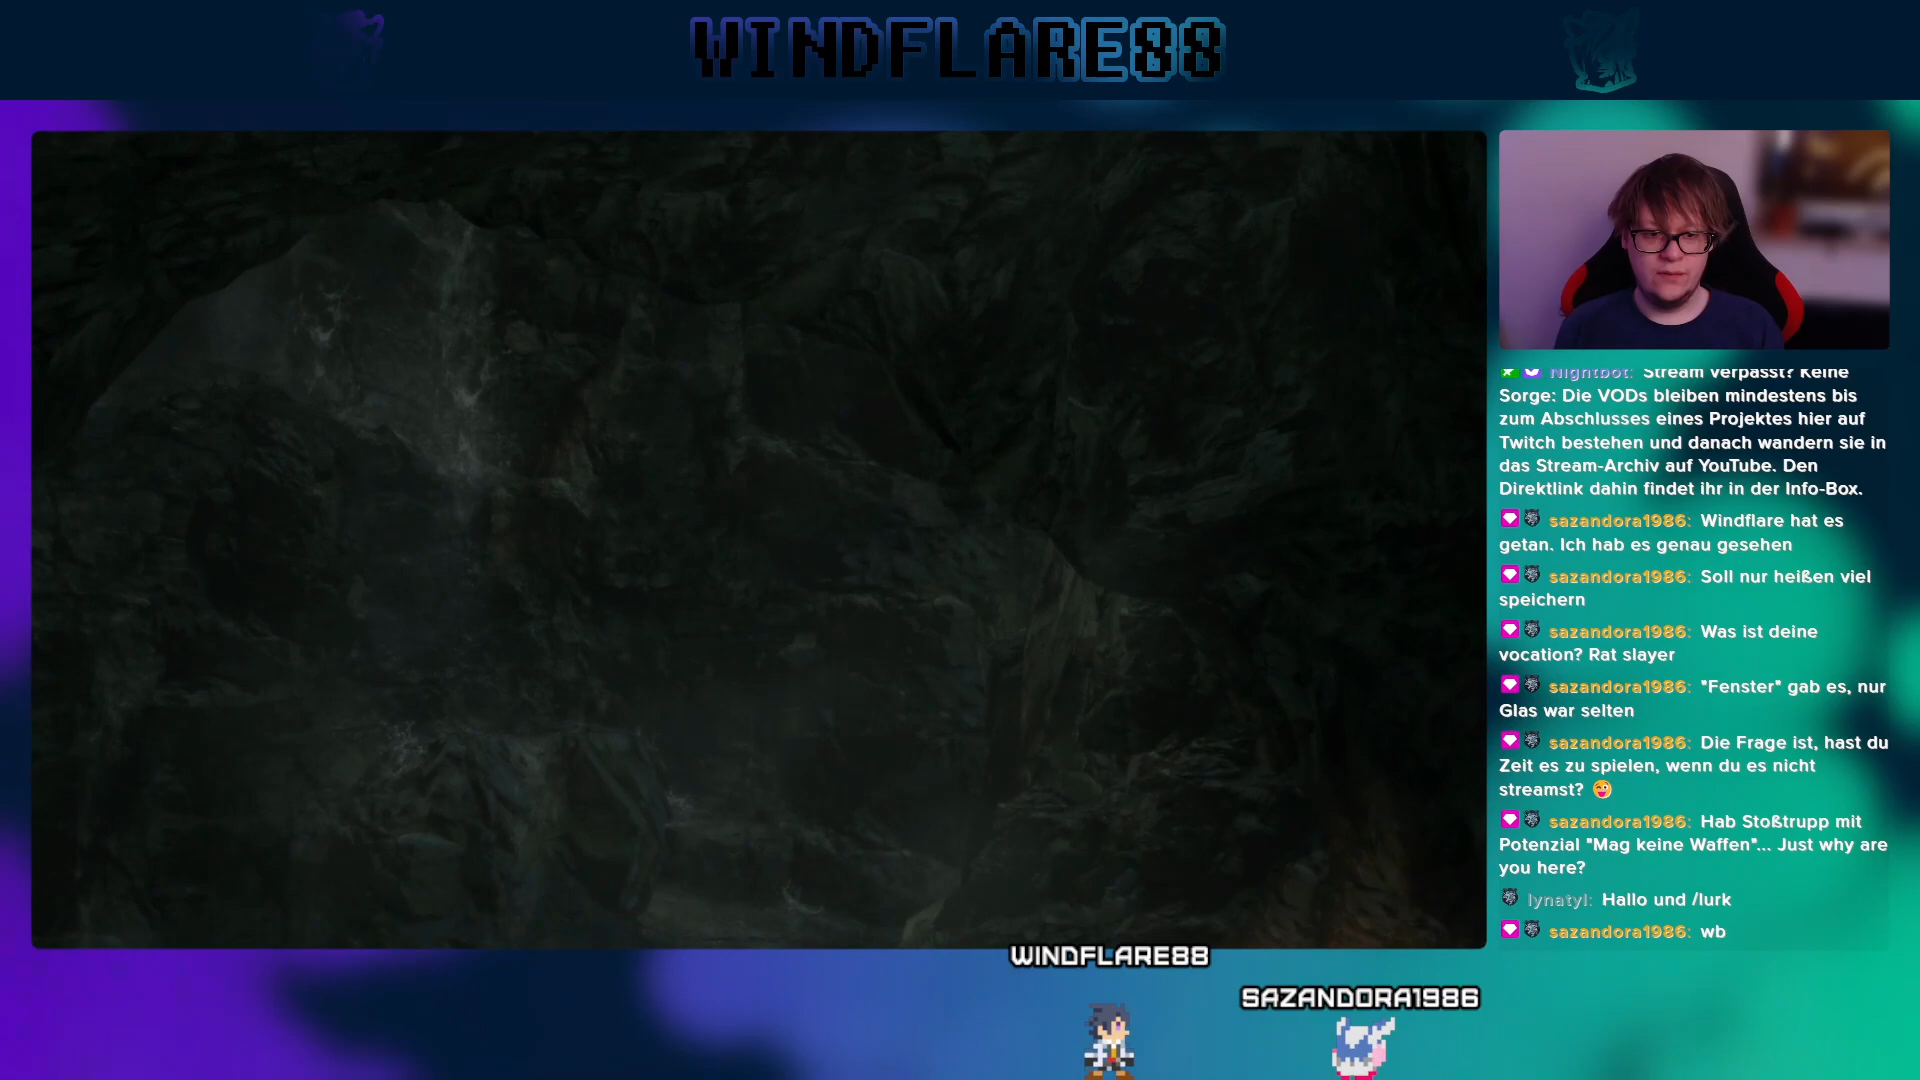 WINDFLARE88
Nightbot: Stream verpasst? Keine
Sorge: Die VODs bleiben mindestens bis
zum Abschlusses eines Projektes hier auf
Twitch bestehen und danach wandern sie in
das Stream-Archiv auf YouTube. Den
Direktlink dahin findet ihr in der Info-Box.
sazandora1986: Windflare hat es
getan. Ich hab es genau gesehen
sazandora1986: Soll nur heißen viel
speichern
sazandora1986: Was ist deine
vocation? Rat slayer
sazandora1986: "Fenster" gab es, nur
Glas war selten
sazandora1986: Die Frage ist, hast du
Zeit es zu spielen, wenn du es nicht
streamst? 😜
sazandora1986: Hab Stoßtrupp mit
Potenzial "Mag keine Waffen"... Just why are
you here?
lynatyl: Hallo und /lurk
sazandora1986: wb
WINDFLARE88
SAZANDORA1986